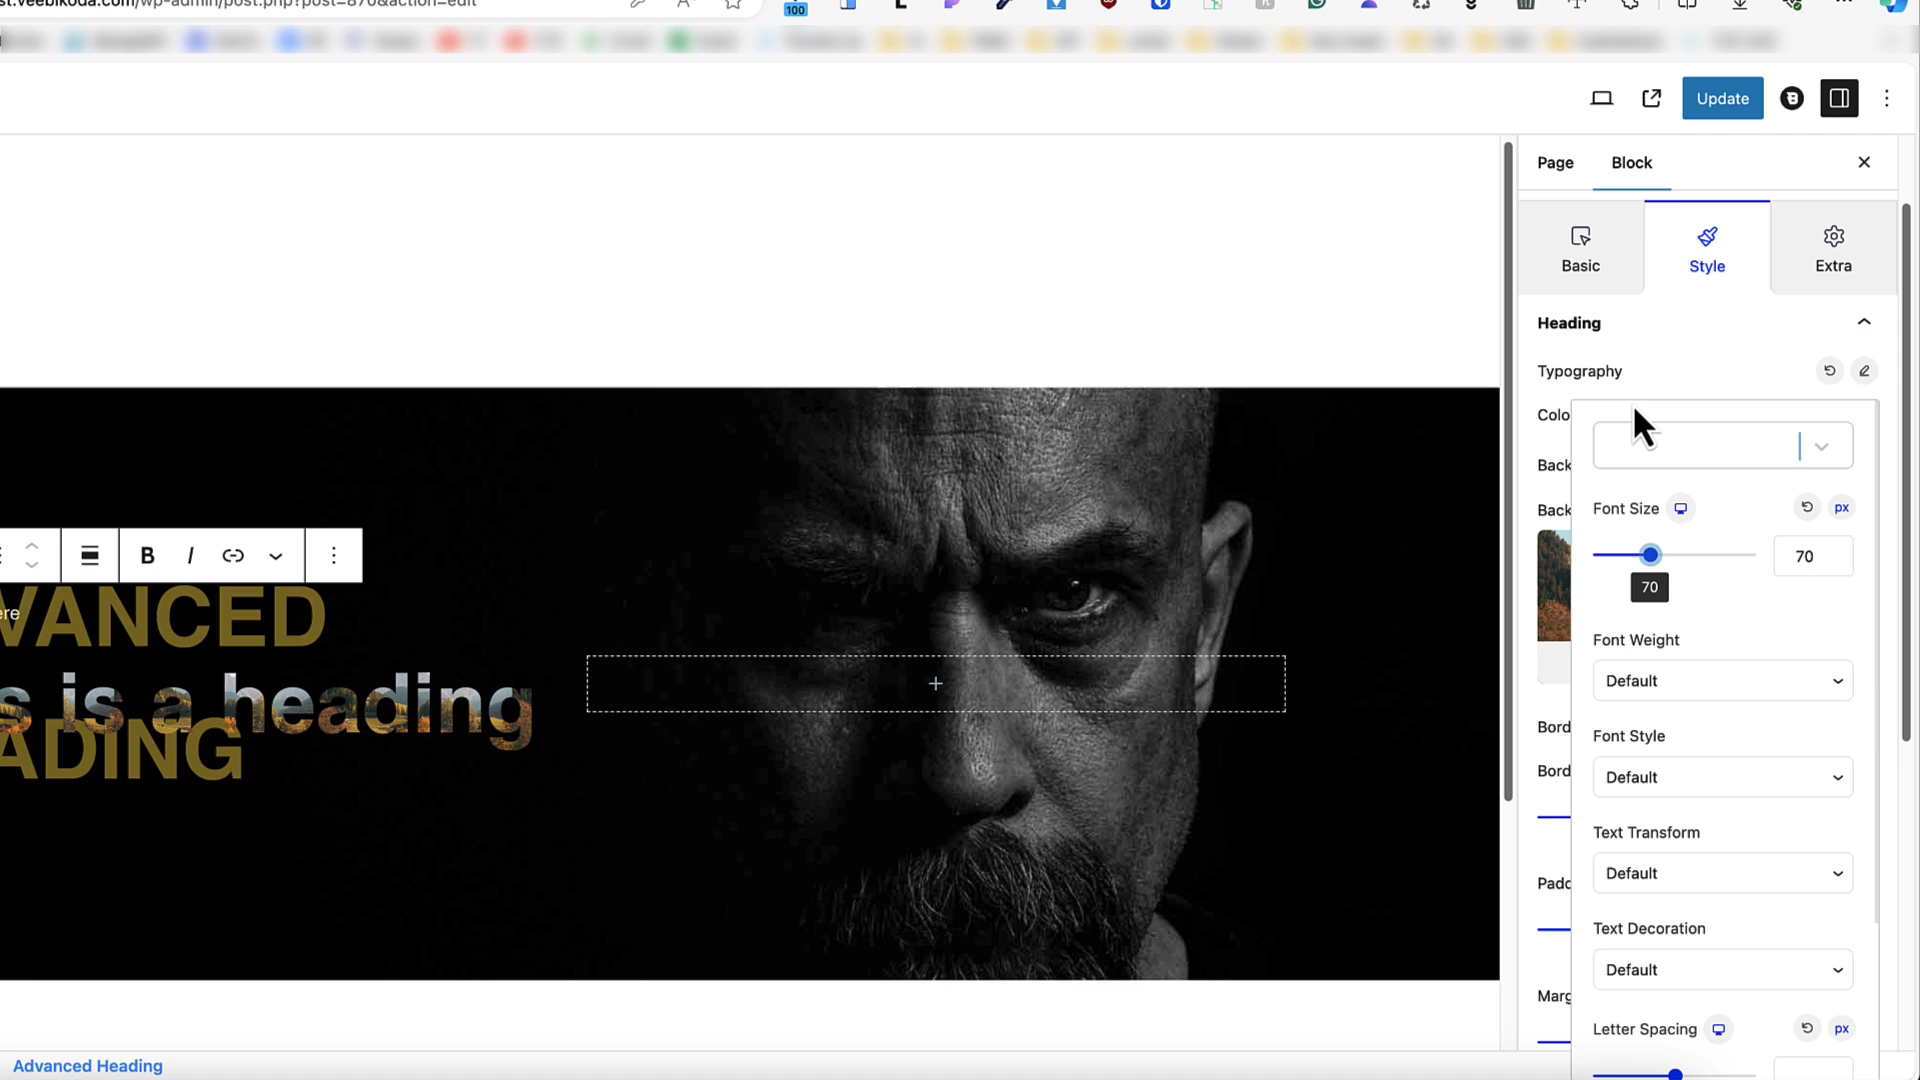 st.veebikoda.com/wp-admin/post.php?post=870&action=edit
100
Update
Page
Block
Basic
Style
Extra
Heading
Typography
Colo
Back
Font Size
px
Back
B
I
70
70
ere
VANCED
Font Weight
Default
s is a heading
ADING
Bord
Font Style
Bord
Default
Text Transform
Default
Padd
Text Decoration
Default
Marg
Letter Spacing
px
Advanced Heading